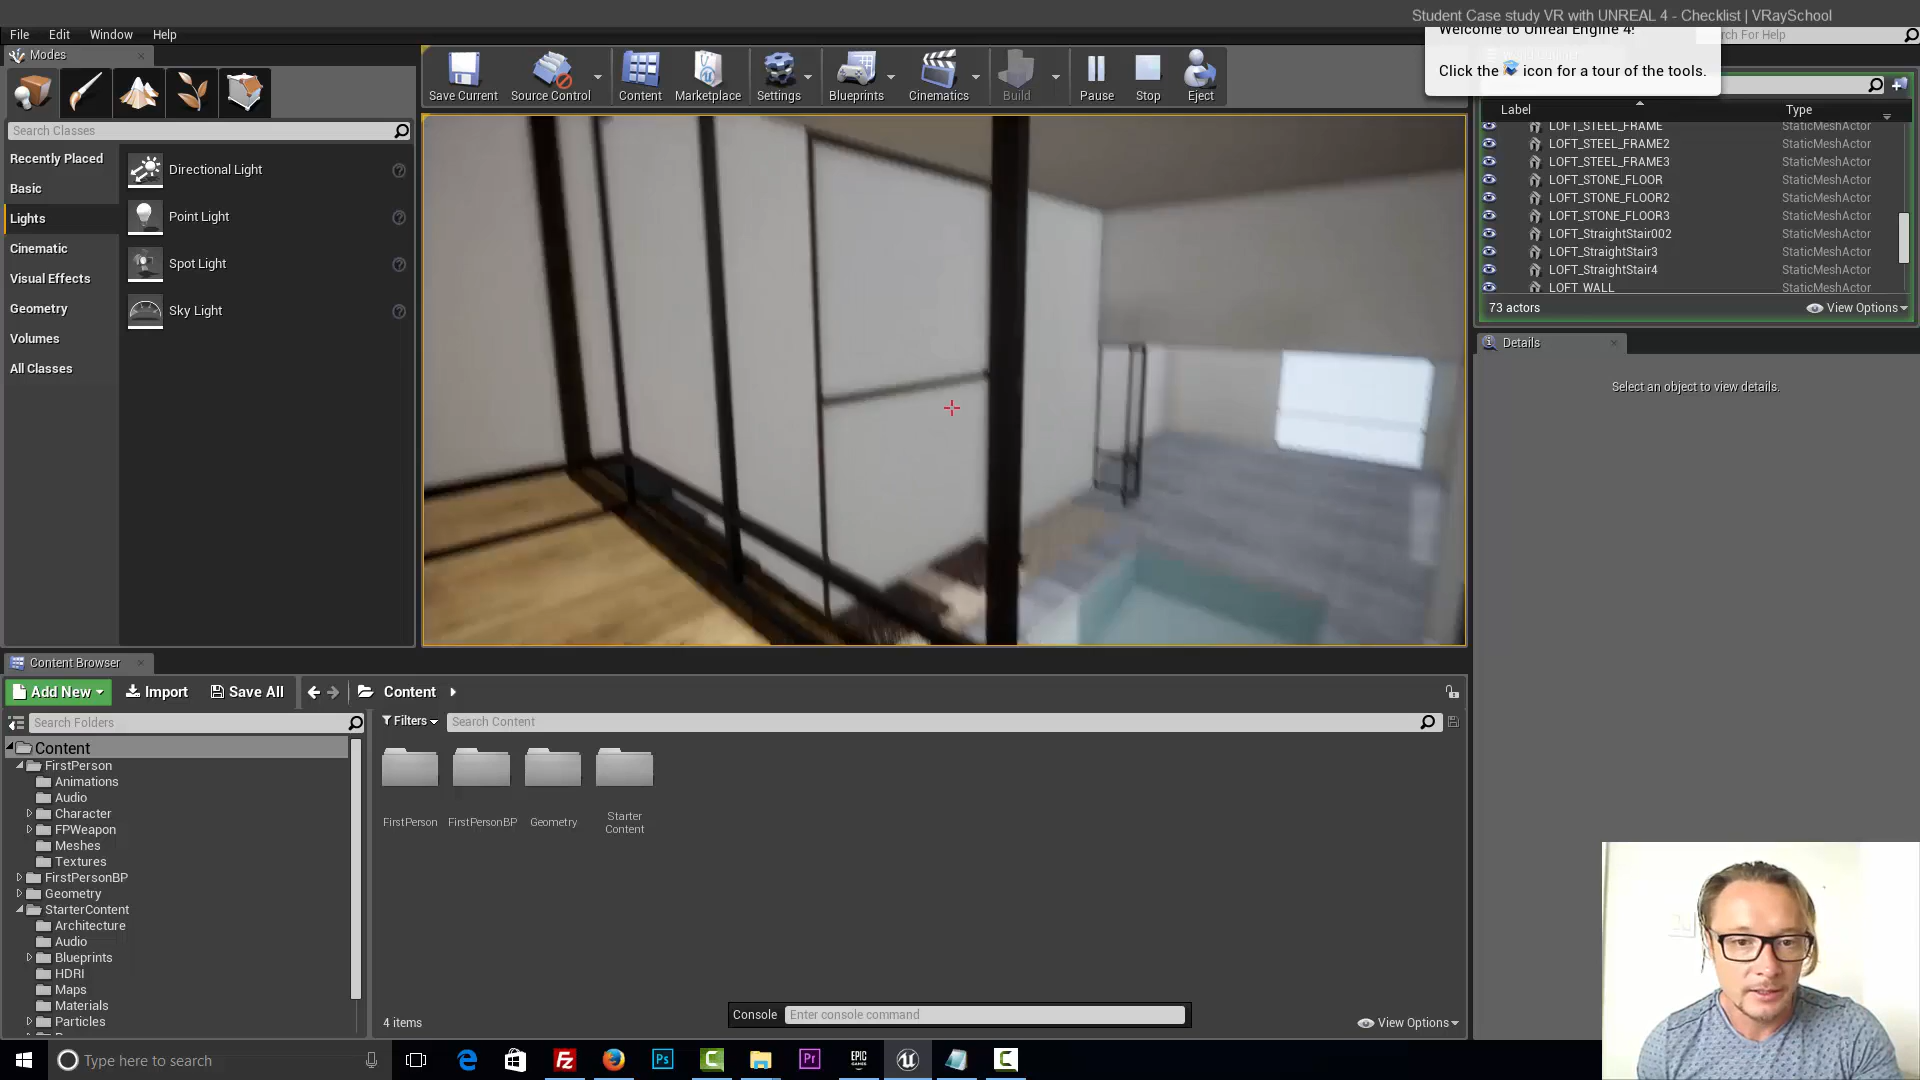 Student Case study VR with UNREAL 4 - Checklist | VRaySchool
File Edit Window Help
Welcome to Unreal Engine 4!
Click the icon for a tour of the tools.
Search For Help
Modes
Save Current
Source Control
Content
Marketplace
Settings
Blueprints
Cinematics
Build
Pause
Stop
Eject
Search Classes
Recently Placed
Basic
Lights
Cinematic
Visual Effects
Geometry
Volumes
All Classes
Directional Light
Point Light
Spot Light
Sky Light
Label Type
LOFT_STEEL_FRAME StaticMeshActor
LOFT_STEEL_FRAME2 StaticMeshActor
LOFT_STEEL_FRAME3 StaticMeshActor
LOFT_STONE_FLOOR StaticMeshActor
LOFT_STONE_FLOOR2 StaticMeshActor
LOFT_STONE_FLOOR3 StaticMeshActor
LOFT_StraightStair002 StaticMeshActor
LOFT_StraightStair3 StaticMeshActor
LOFT_StraightStair4 StaticMeshActor
LOFT_WALL StaticMeshActor
73 actors View Options
Details
Select an object to view details.
Content Browser
Add New Import Save All Content
Search Folders
Filters Search Content
Content
FirstPerson
Animations
Audio
Character
FPWeapon
Meshes
Textures
FirstPersonBP
Geometry
StarterContent
Architecture
Audio
Blueprints
HDRI
Maps
Materials
Particles
FirstPerson
FirstPersonBP
Geometry
Starter
Content
4 items
Console Enter console command
View Options
Type here to search
Fz
Ps
Pr
EPIC
GAMES